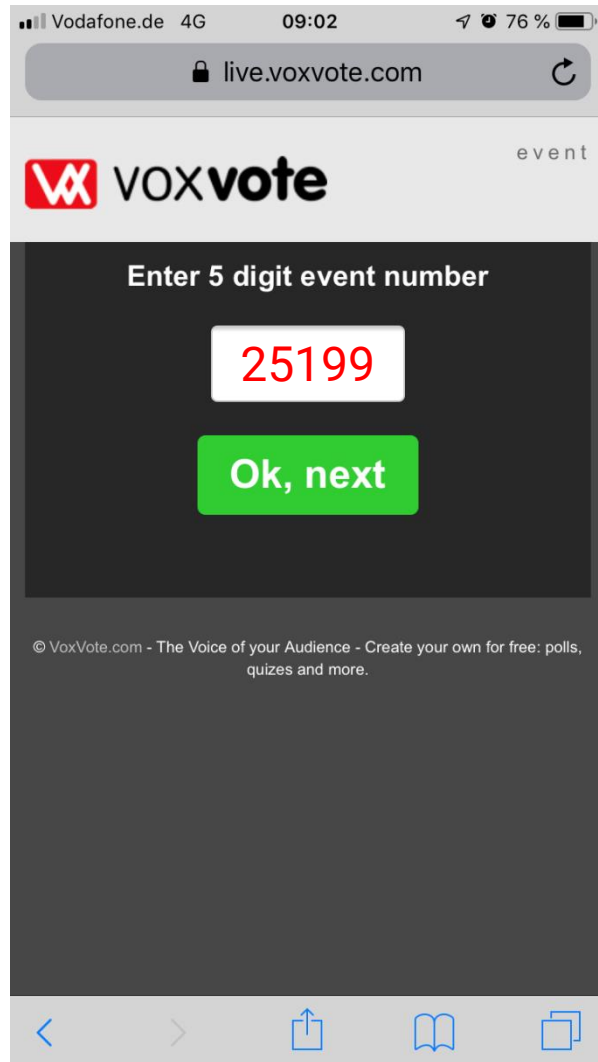 Vodafone.de 4G 09:02 76 %
live.voxvote.com
event
VX voxvote
Enter 5 digit event number
25199
Ok, next
© VoxVote.com - The Voice of your Audience - Create your own for free: polls,
quizes and more.